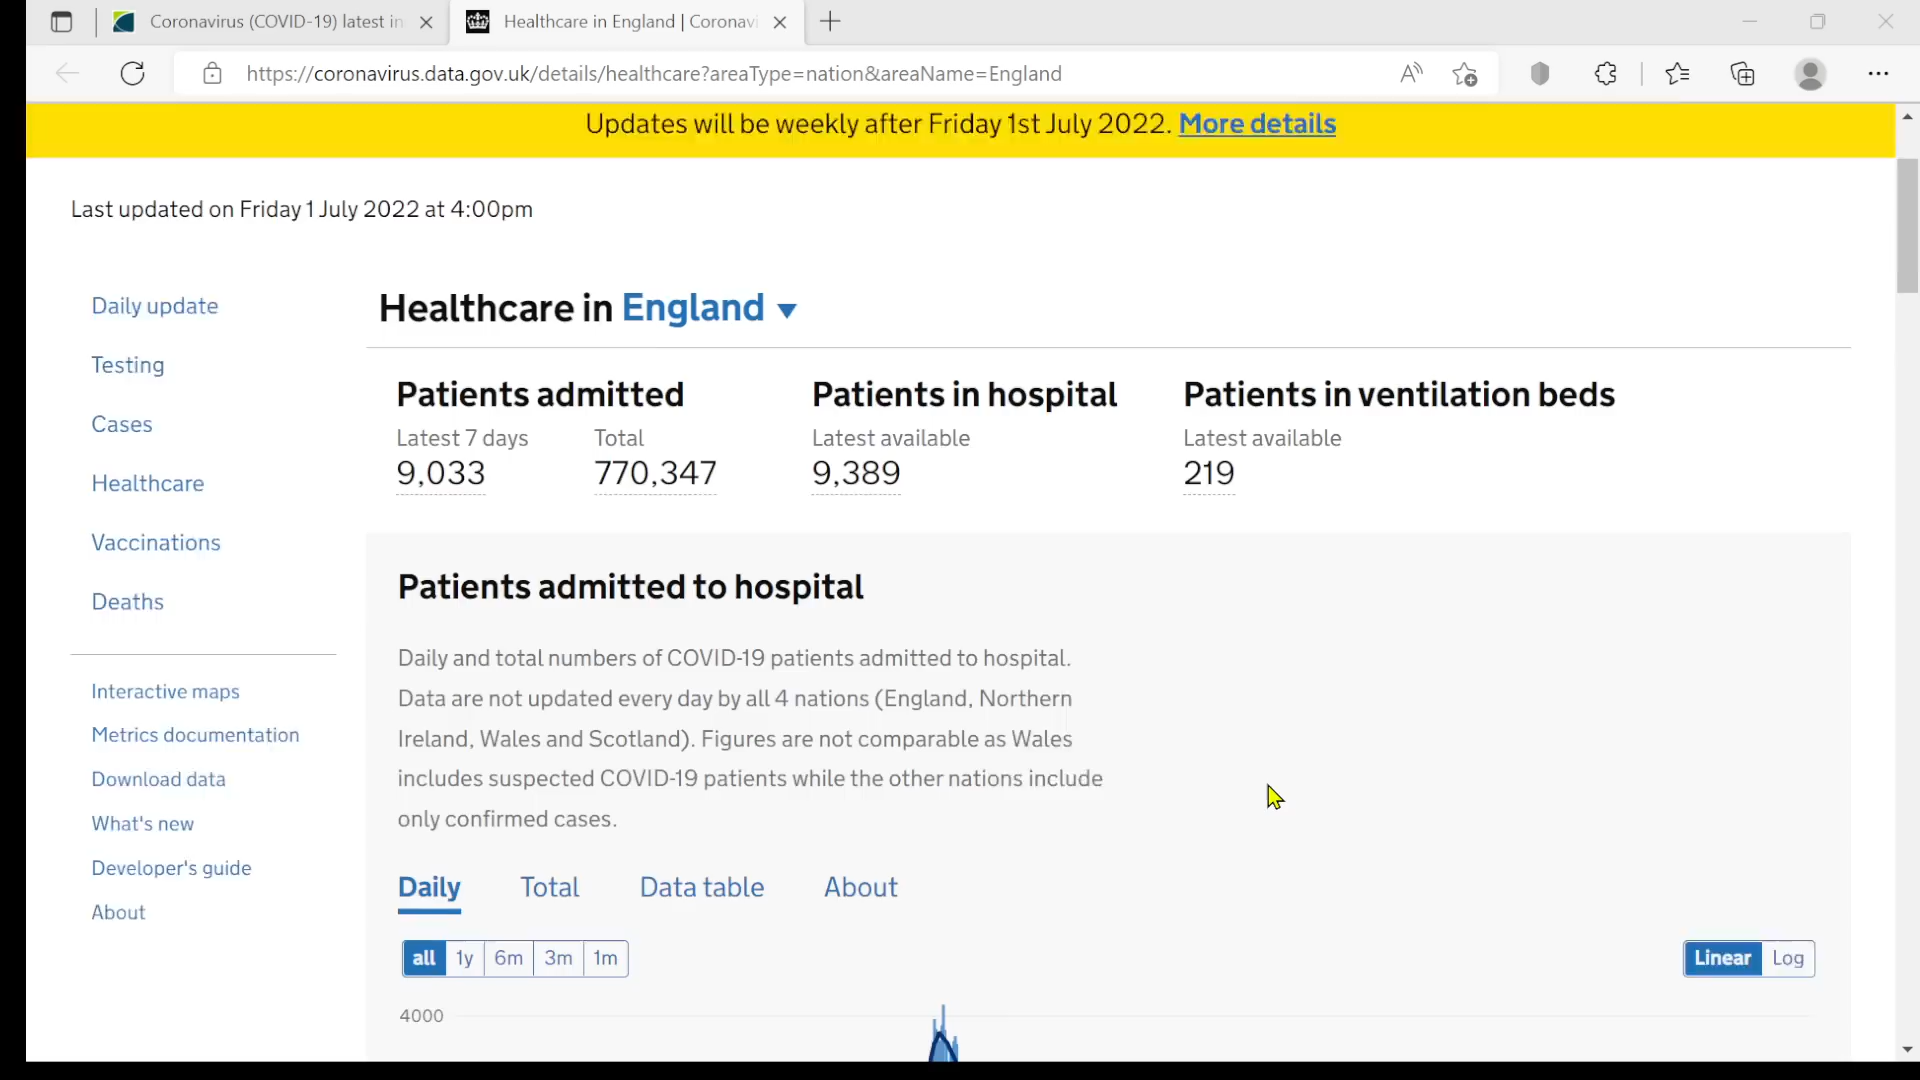 Coronavirus (COVID-19) latest in
Healthcare in England | Coronavi
https://coronavirus.data.gov.uk/details/healthcare?areaType=nation&areaName=England
Updates will be weekly after Friday 1st July 2022. More details
Last updated on Friday 1 July 2022 at 4:00pm
Daily update
Testing
Cases
Healthcare
Vaccinations
Deaths
Interactive maps
Metrics documentation
Download data
What's new
Developer's guide
About
Healthcare in England
Patients admitted
Latest 7 days
9,033
Total
770,347
Patients in hospital
Latest available
9,389
Patients in ventilation beds
Latest available
219
Patients admitted to hospital
Daily and total numbers of COVID-19 patients admitted to hospital.
Data are not updated every day by all 4 nations (England, Northern
Ireland, Wales and Scotland). Figures are not comparable as Wales
includes suspected COVID-19 patients while the other nations include
only confirmed cases.
Daily Total Data table About
all 1y 6m 3m 1m
Linear Log
4000